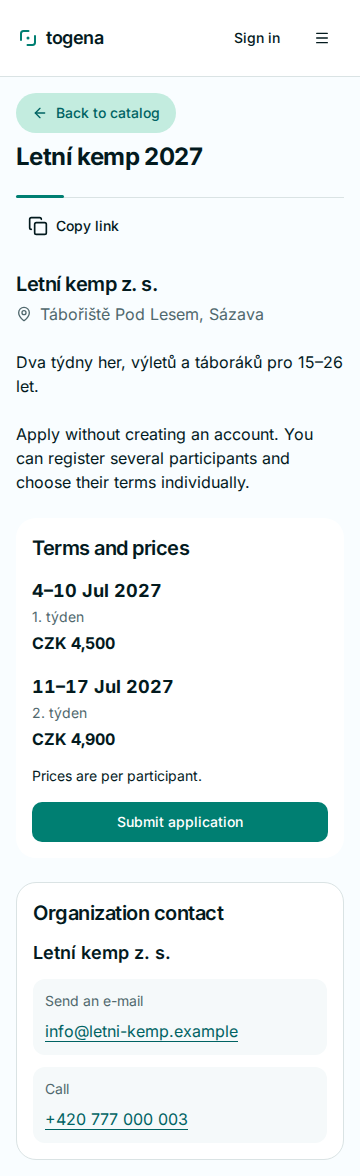 togena
Sign in
Back to catalog
Letní kemp 2027
Copy link
Letní kemp z. s.
Tábořiště Pod Lesem, Sázava
Dva týdny her, výletů a táboráků pro 15–26
let.
Apply without creating an account. You
can register several participants and
choose their terms individually.
Terms and prices
4–10 Jul 2027
1. týden
CZK 4,500
11–17 Jul 2027
2. týden
CZK 4,900
Prices are per participant.
Submit application
Organization contact
Letní kemp z. s.
Send an e-mail
info@letni-kemp.example
Call
+420 777 000 003